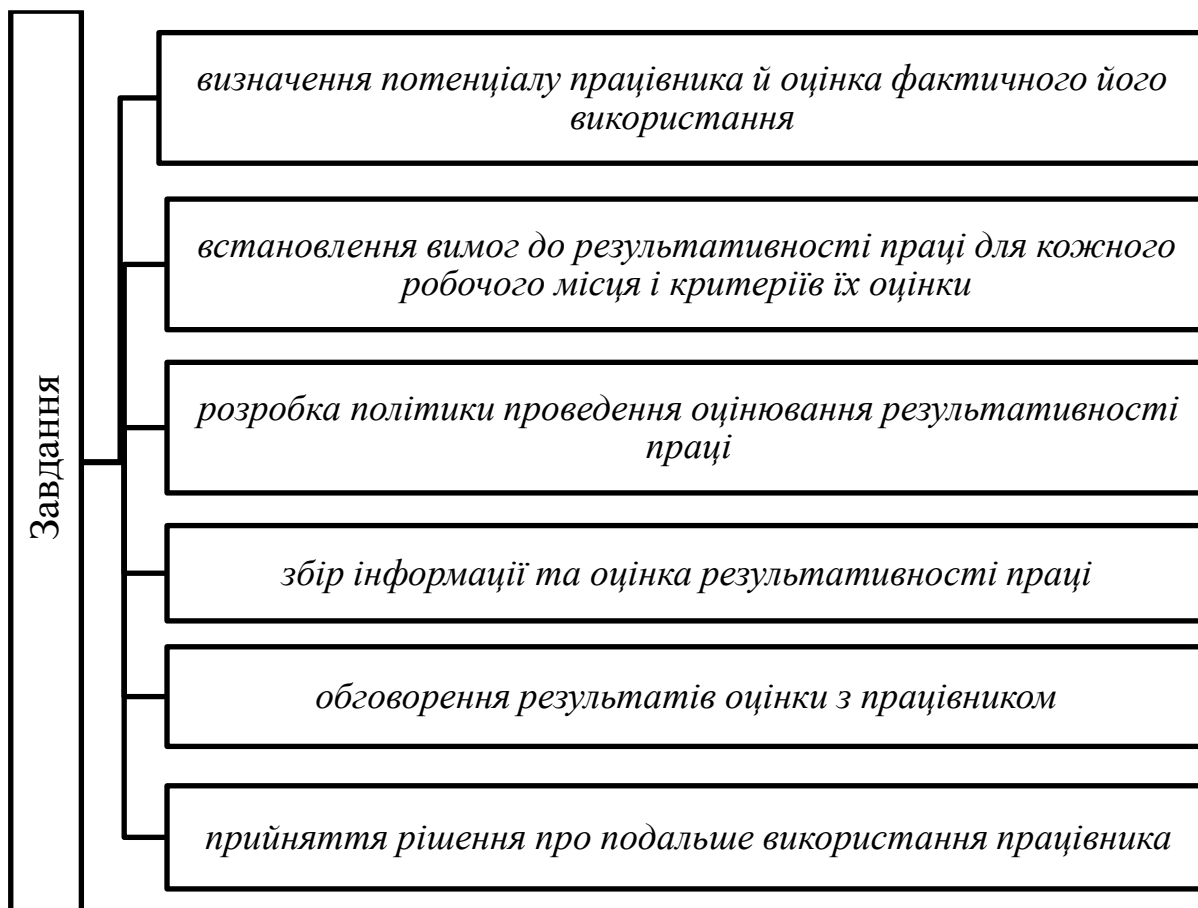 Завдання
визначення потенціалу працівника й оцінка фактичного його
використання
встановлення вимог до результативності праці для кожного
робочого місця і критеріїв їх оцінки
розробка політики проведення оцінювання результативності
праці
збір інформації та оцінка результативності праці
обговорення результатів оцінки з працівником
прийняття рішення про подальше використання працівника